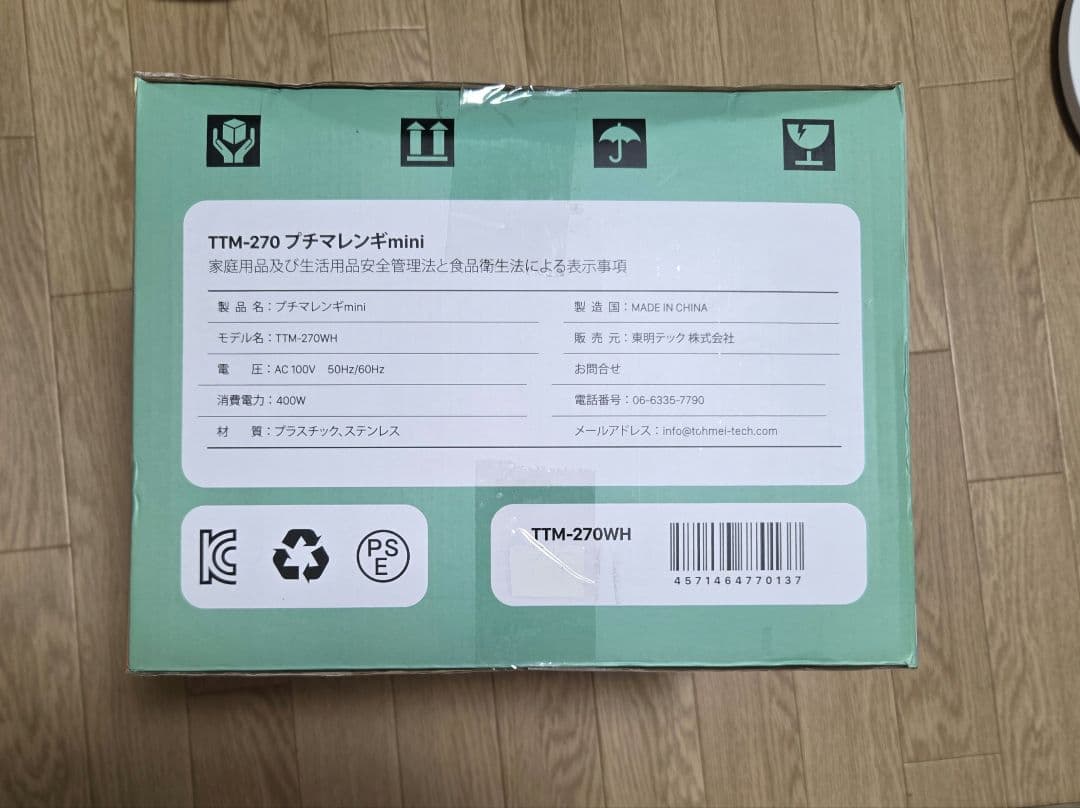 TTM-270 プチマレンギmini
家庭用品及び生活用品安全管理法と食品衛生法による表示事項
製 品 名：プチマレンギmini
モデル名：TTM-270WH
電 圧：AC 100V 50Hz/60Hz
消費電力：400W
材 質：プラスチック、ステンレス
製 造 国：MADE IN CHINA
販 売 元：東明テック 株式会社
お問合せ
電話番号：06-6335-7790
メールアドレス：info@tohmei-tech.com
KC
PS
E
TTM-270WH
4571464770137